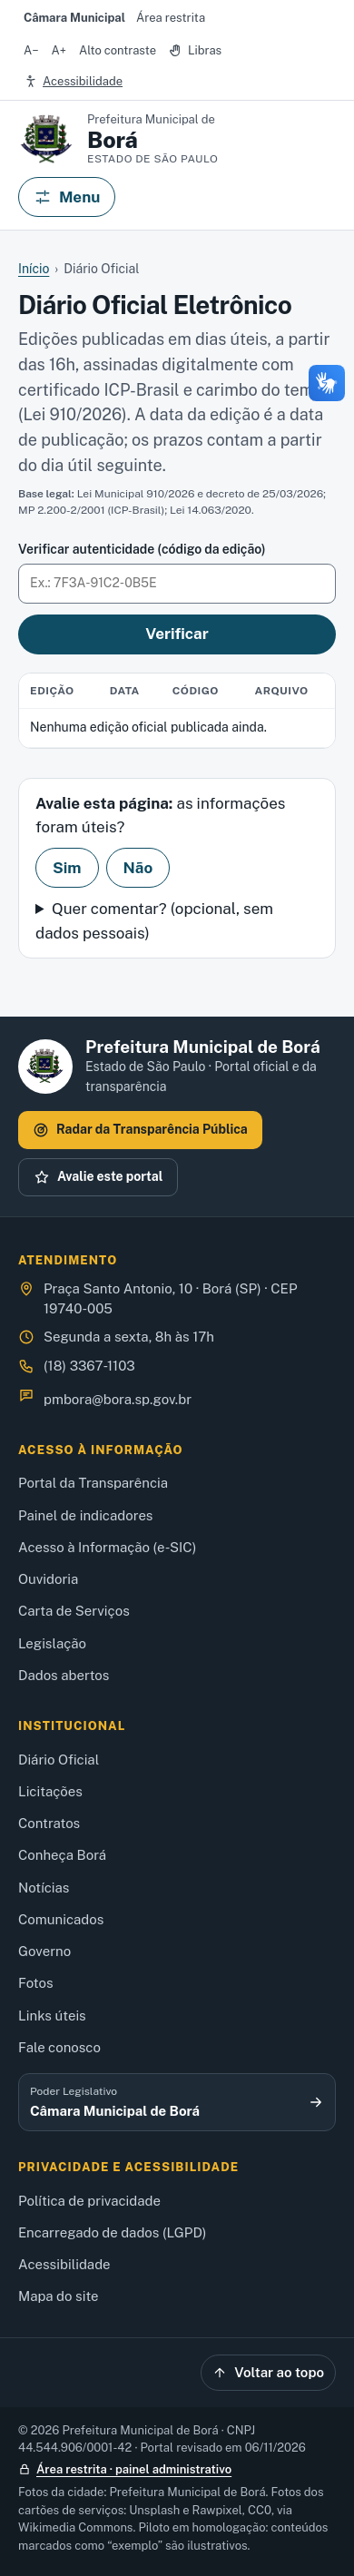 Câmara Municipal Área restrita
A− A+ Alto contraste Libras
Acessibilidade
Prefeitura Municipal de
Borá
ESTADO DE SÃO PAULO
Menu
Início › Diário Oficial
Diário Oficial Eletrônico
Edições publicadas em dias úteis, a partir
das 16h, assinadas digitalmente com
certificado ICP-Brasil e carimbo do
(Lei 910/2026). A data da edição é a data
de publicação; os prazos contam a partir
do dia útil seguinte.
Base legal: Lei Municipal 910/2026 e decreto de 25/03/2026;
MP 2.200-2/2001 (ICP-Brasil); Lei 14.063/2020.
Verificar autenticidade (código da edição)
Ex.: 7F3A-91C2-0B5E
Verificar
EDIÇÃO DATA CÓDIGO ARQUIVO
Nenhuma edição oficial publicada ainda.
Avalie esta página: as informações
foram úteis?
Sim Não
Quer comentar? (opcional, sem
dados pessoais)
Prefeitura Municipal de Borá
Estado de São Paulo · Portal oficial e da
transparência
Radar da Transparência Pública
Avalie este portal
ATENDIMENTO
Praça Santo Antonio, 10 · Borá (SP) · CEP
19740-005
Segunda a sexta, 8h às 17h
(18) 3367-1103
pmbora@bora.sp.gov.br
ACESSO À INFORMAÇÃO
Portal da Transparência
Painel de indicadores
Acesso à Informação (e-SIC)
Ouvidoria
Carta de Serviços
Legislação
Dados abertos
INSTITUCIONAL
Diário Oficial
Licitações
Contratos
Conheça Borá
Notícias
Comunicados
Governo
Fotos
Links úteis
Fale conosco
Poder Legislativo
Câmara Municipal de Borá
PRIVACIDADE E ACESSIBILIDADE
Política de privacidade
Encarregado de dados (LGPD)
Acessibilidade
Mapa do site
Voltar ao topo
© 2026 Prefeitura Municipal de Borá · CNPJ
44.544.906/0001-42 · Portal revisado em 06/11/2026
Área restrita · painel administrativo
Fotos da cidade: Prefeitura Municipal de Borá. Fotos dos
cartões de serviços: Unsplash e Rawpixel, CC0, via
Wikimedia Commons. Piloto em homologação: conteúdos
marcados como “exemplo” são ilustrativos.